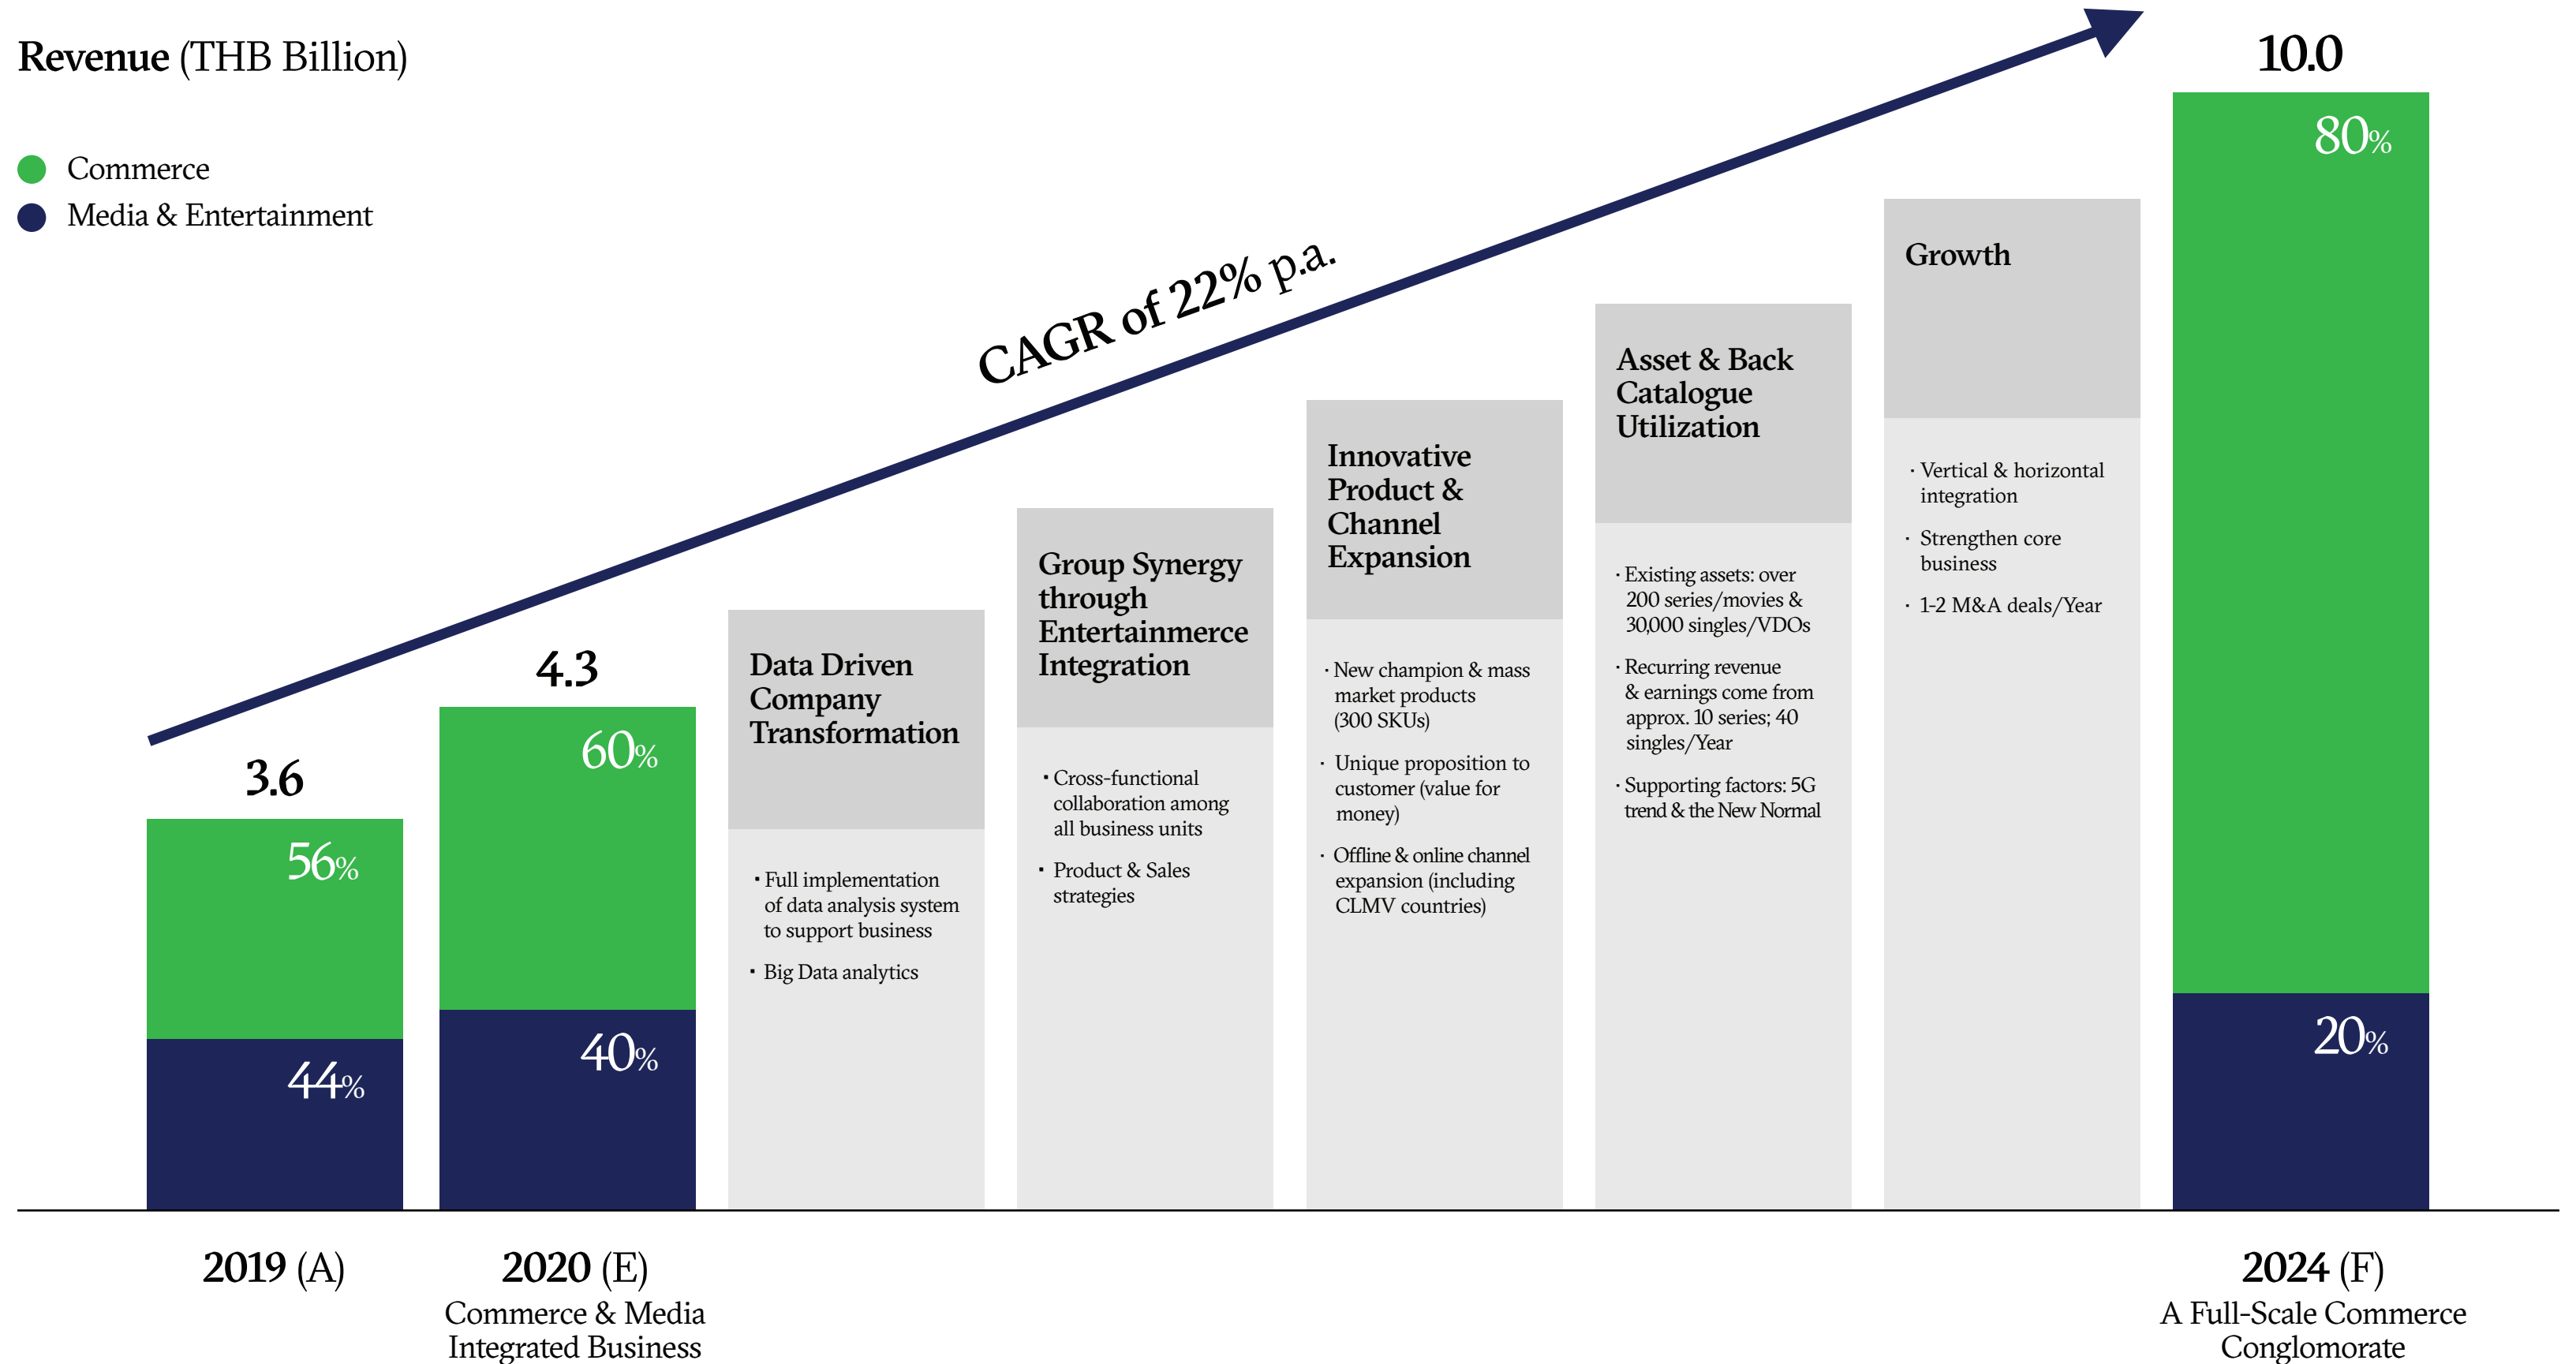 Revenue (THB Billion)
Commerce
Media & Entertainment
CAGR of 22% p.a.
3.6
56%
44%
2019 (A)
4.3
60%
40%
2020 (E)
Commerce & Media
Integrated Business
Data Driven
Company
Transformation
· Full implementation
of data analysis system
to support business
· Big Data analytics
Group Synergy
through
Entertainmerce
Integration
· Cross-functional
collaboration among
all business units
· Product & Sales
strategies
Innovative
Product &
Channel
Expansion
· New champion & mass
market products
(300 SKUs)
· Unique proposition to
customer (value for
money)
· Offline & online channel
expansion (including
CLMV countries)
Asset & Back
Catalogue
Utilization
· Existing assets: over
200 series/movies &
30,000 singles/VDOs
· Recurring revenue
& earnings come from
approx. 10 series; 40
singles/Year
· Supporting factors: 5G
trend & the New Normal
Growth
· Vertical & horizontal
integration
· Strengthen core
business
· 1-2 M&A deals/Year
10.0
80%
20%
2024 (F)
A Full-Scale Commerce
Conglomorate